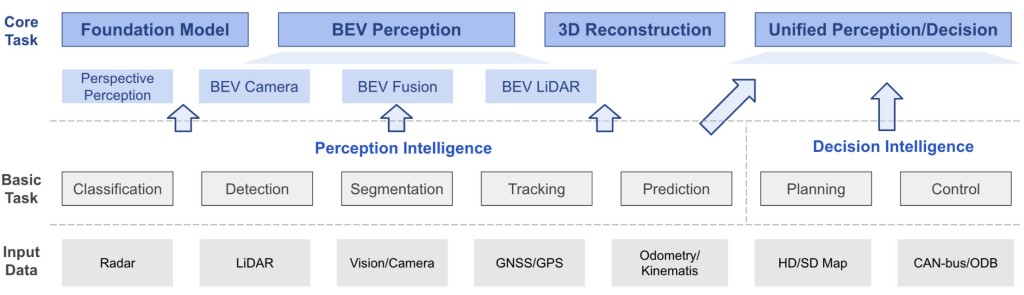 Core
Task
Foundation Model
BEV Perception
3D Reconstruction
Unified Perception/Decision
Perspective
Perception
BEV Camera
BEV Fusion
BEV LiDAR
Perception Intelligence
Decision Intelligence
Basic
Task
Classification
Detection
Segmentation
Tracking
Prediction
Planning
Control
Input
Data
Radar
LiDAR
Vision/Camera
GNSS/GPS
Odometry/
Kinematis
HD/SD Map
CAN-bus/ODB